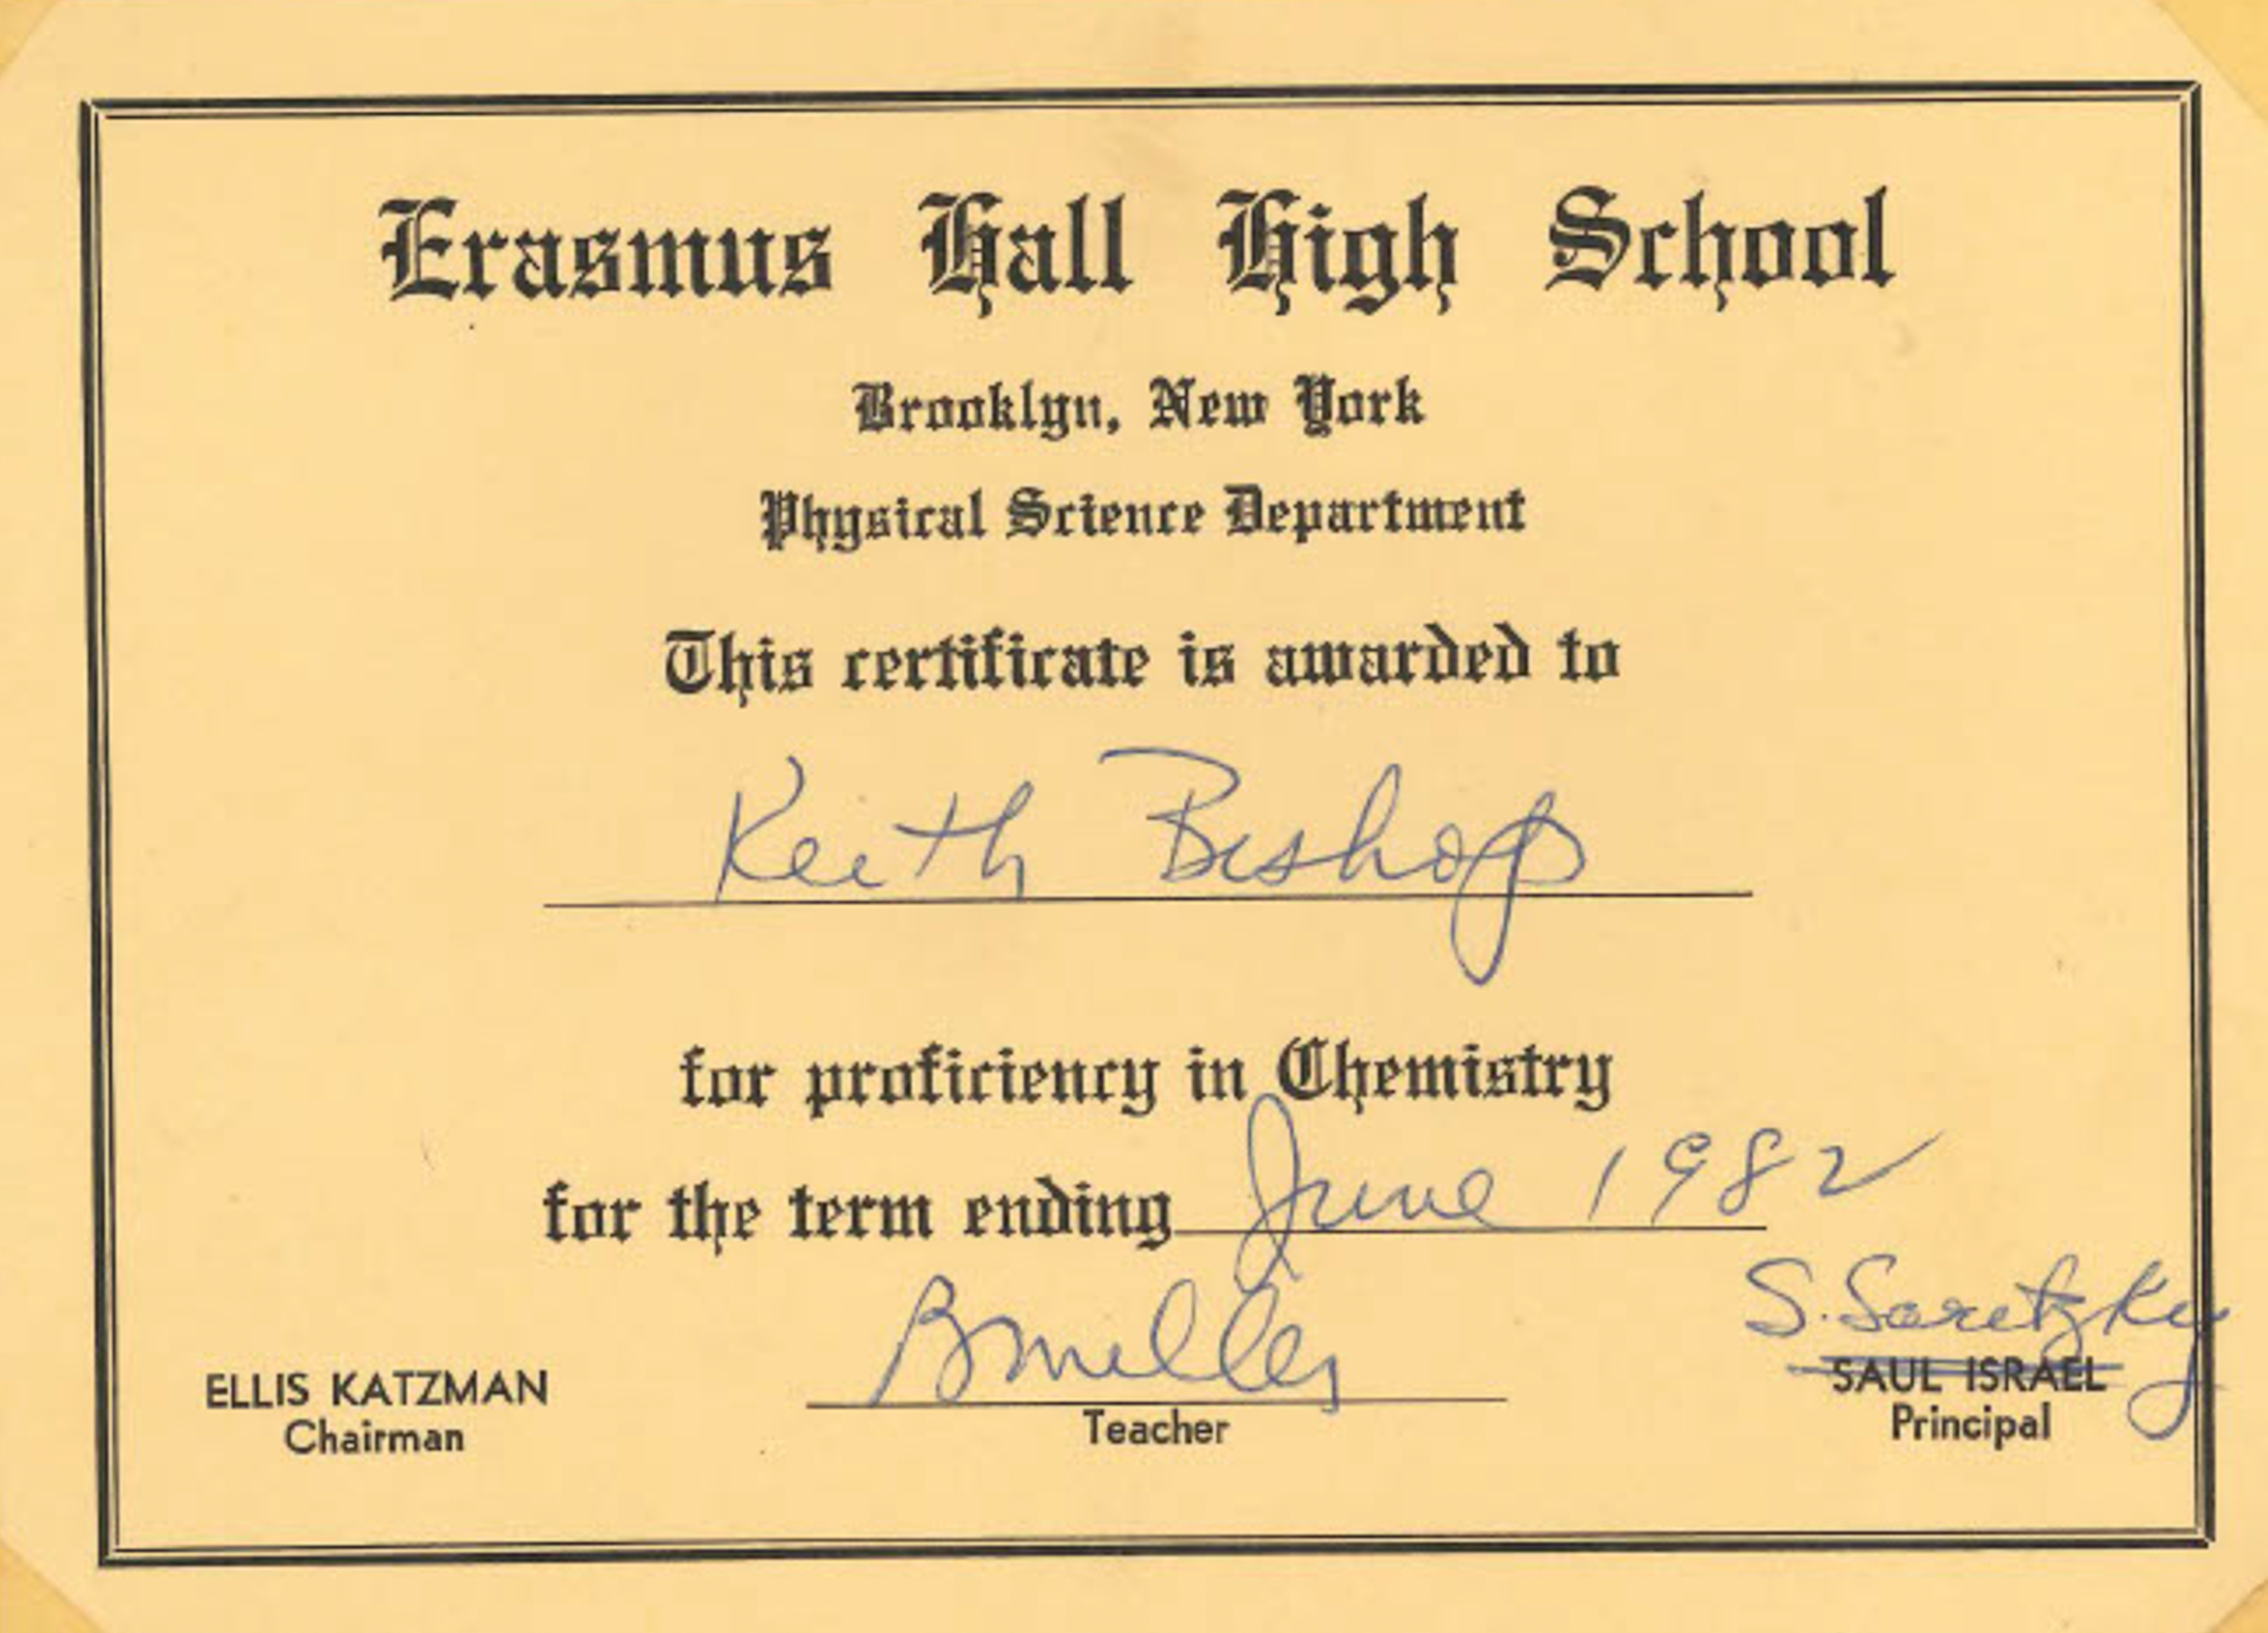 Erasmus Hall High School
Brooklyn, New York
Physical Science Department
This certificate is awarded to
Keith Bishop
for proficiency in Chemistry
for the term ending June 1982
B Miller
S. Saretzky
ELLIS KATZMAN
Chairman
Teacher
SAUL ISRAEL
Principal